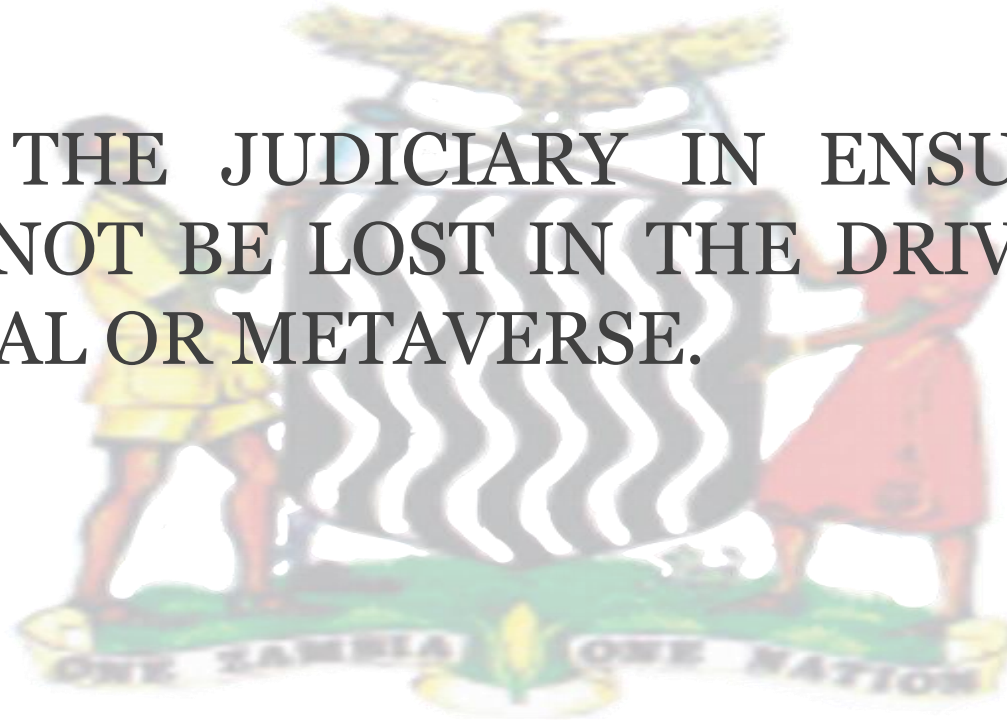 THE JUDICIARY IN ENSU
NOT BE LOST IN THE DRIV
AL OR METAVERSE.
ONE ZAMBIA ONE NATION